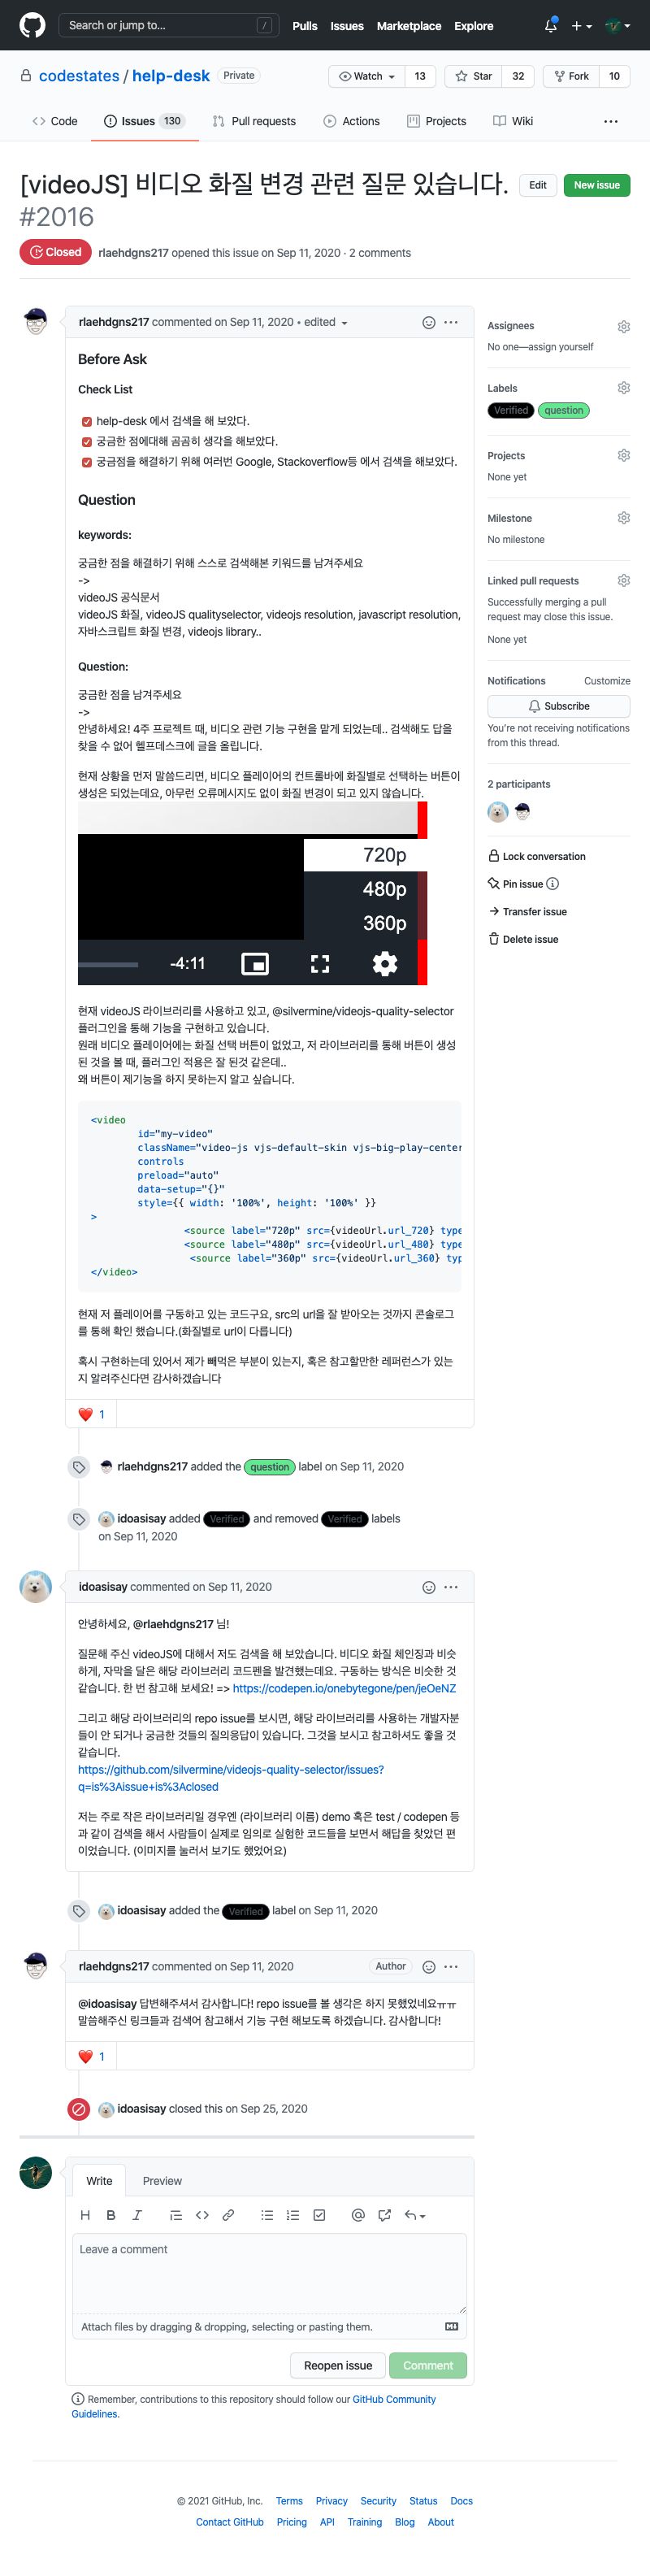 Search or jump to...
/
Pulls Issues Marketplace Explore
codestates / help-desk Private
Watch 13
Star 32
Fork 10
Code
Issues 130
Pull requests
Actions
Projects
Wiki
[videoJS] 비디오 화질 변경 관련 질문 있습니다.
#2016
Edit
New issue
Closed
rlaehdgns217 opened this issue on Sep 11, 2020 · 2 comments
rlaehdgns217 commented on Sep 11, 2020 • edited
Before Ask
Check List
help-desk 에서 검색을 해 보았다.
궁금한 점에대해 곰곰히 생각을 해보았다.
궁금점을 해결하기 위해 여러번 Google, Stackoverflow등 에서 검색을 해보았다.
Question
keywords:
궁금한 점을 해결하기 위해 스스로 검색해본 키워드를 남겨주세요
->
videoJS 공식문서
videoJS 화질, videoJS qualityselector, videojs resolution, javascript resolution,
자바스크립트 화질 변경, videojs library..
Question:
궁금한 점을 남겨주세요
->
안녕하세요! 4주 프로젝트 때, 비디오 관련 기능 구현을 맡게 되었는데.. 검색해도 답을
찾을 수 없어 헬프데스크에 글을 올립니다.
현재 상황을 먼저 말씀드리면, 비디오 플레이어의 컨트롤바에 화질별로 선택하는 버튼이
생성은 되었는데요, 아무런 오류메시지도 없이 화질 변경이 되고 있지 않습니다.
720p
480p
360p
-4:11
현재 videoJS 라이브러리를 사용하고 있고, @silvermine/videojs-quality-selector
플러그인을 통해 기능을 구현하고 있습니다.
원래 비디오 플레이어에는 화질 선택 버튼이 없었고, 저 라이브러리를 통해 버튼이 생성
된 것을 볼 때, 플러그인 적용은 잘 된것 같은데..
왜 버튼이 제기능을 하지 못하는지 알고 싶습니다.
<video
id="my-video"
className="video-js vjs-default-skin vjs-big-play-center
controls
preload="auto"
data-setup="{}"
style={{ width: '100%', height: '100%' }}
>
<source label="720p" src={videoUrl.url_720} type
<source label="480p" src={videoUrl.url_480} type
<source label="360p" src={videoUrl.url_360} typ
</video>
현재 저 플레이어를 구동하고 있는 코드구요, src의 url을 잘 받아오는 것까지 콘솔로그
를 통해 확인 했습니다.(화질별로 url이 다릅니다)
혹시 구현하는데 있어서 제가 빼먹은 부분이 있는지, 혹은 참고할만한 레퍼런스가 있는
지 알려주신다면 감사하겠습니다
1
rlaehdgns217 added the question label on Sep 11, 2020
idoasisay added Verified and removed Verified labels
on Sep 11, 2020
idoasisay commented on Sep 11, 2020
안녕하세요, @rlaehdgns217 님!
질문해 주신 videoJS에 대해서 저도 검색을 해 보았습니다. 비디오 화질 체인징과 비슷
하게, 자막을 달은 해당 라이브러리 코드펜을 발견했는데요. 구동하는 방식은 비슷한 것
같습니다. 한 번 참고해 보세요! => https://codepen.io/onebytegone/pen/jeOeNZ
그리고 해당 라이브러리의 repo issue를 보시면, 해당 라이브러리를 사용하는 개발자분
들이 안 되거나 궁금한 것들의 질의응답이 있습니다. 그것을 보시고 참고하셔도 좋을 것
같습니다.
https://github.com/silvermine/videojs-quality-selector/issues?
q=is%3Aissue+is%3Aclosed
저는 주로 작은 라이브러리일 경우엔 (라이브러리 이름) demo 혹은 test / codepen 등
과 같이 검색을 해서 사람들이 실제로 임의로 실험한 코드들을 보면서 해답을 찾았던 편
이었습니다. (이미지를 눌러서 보기도 했었어요)
idoasisay added the Verified label on Sep 11, 2020
rlaehdgns217 commented on Sep 11, 2020 Author
@idoasisay 답변해주셔서 감사합니다! repo issue를 볼 생각은 하지 못했었네요ㅠㅠ
말씀해주신 링크들과 검색어 참고해서 기능 구현 해보도록 하겠습니다. 감사합니다!
1
idoasisay closed this on Sep 25, 2020
Write Preview
Leave a comment
Attach files by dragging & dropping, selecting or pasting them.
Reopen issue
Comment
Remember, contributions to this repository should follow our GitHub Community
Guidelines.
Assignees
No one—assign yourself
Labels
Verified question
Projects
None yet
Milestone
No milestone
Linked pull requests
Successfully merging a pull
request may close this issue.
None yet
Notifications Customize
Subscribe
You're not receiving notifications
from this thread.
2 participants
Lock conversation
Pin issue
Transfer issue
Delete issue
© 2021 GitHub, Inc. Terms Privacy Security Status Docs
Contact GitHub Pricing API Training Blog About